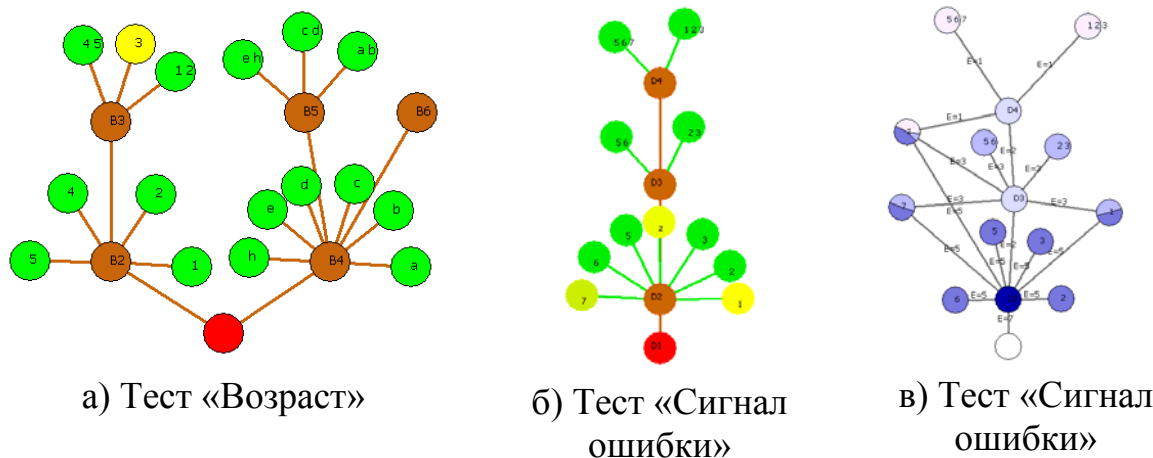 4 5
3
1 2
B3
4
2
5
B2
1
c d
e h
a b
B5
B6
d
c
e
b
h
B4
a
5 6 7
1 2 3
D4
5 6
2 3
D3
2
5
3
6
2
7
D2
1
D1
5 6 7
1 2 3
E=1
E=1
D4
E=1
5 6
E=2
2 3
E=3
E=3
E=3
D3
E=3
E=3
E=5
1
5
E=2
3
E=5
E=5
E=5
E=5
6
E=5
E=5
2
E=7
а) Тест «Возраст»
б) Тест «Сигнал
ошибки»
в) Тест «Сигнал
ошибки»